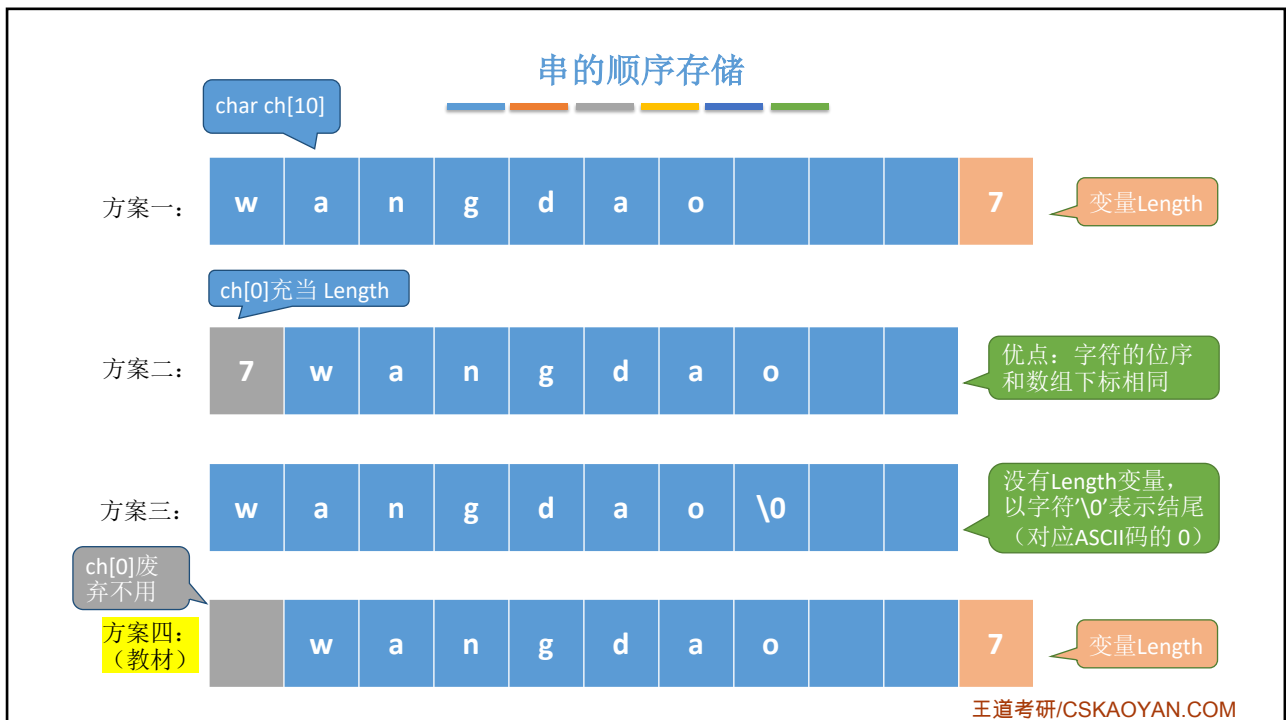 串的顺序存储
char ch[10]
方案一：
w a n g d a o 7
变量Length
ch[0]充当 Length
方案二：
7 w a n g d a o
优点：字符的位序
和数组下标相同
方案三：
w a n g d a o \0
没有Length变量，
以字符'\0'表示结尾
（对应ASCII码的 0）
ch[0]废
弃不用
方案四：
（教材）
w a n g d a o 7
变量Length
王道考研/CSKAOYAN.COM